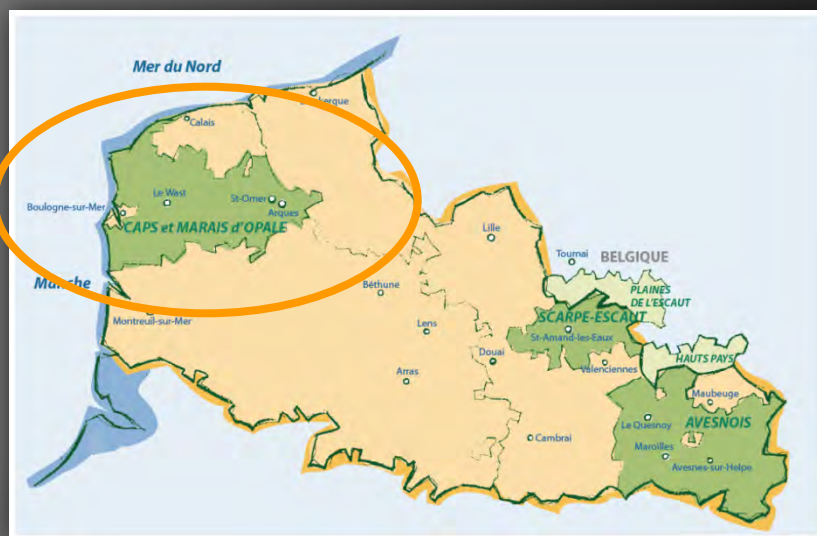 Mer du Nord
Calais
Boulogne-sur-Mer
Le Wast
St-Omer
Arques
CAPS et MARAIS d'OPALE
Manche
Montreuil-sur-Mer
Béthune
Lens
Arras
Lille
Tournai
BELGIQUE
PLAINES
DE L'ESCAUT
SCARPE-ESCAUT
St-Amand-les-Eaux
Douai
Valenciennes
HAUTS PAYS
Maubeuge
AVESNOIS
Le Quesnoy
Cambrai
Maroilles
Avesnes-sur-Helpe